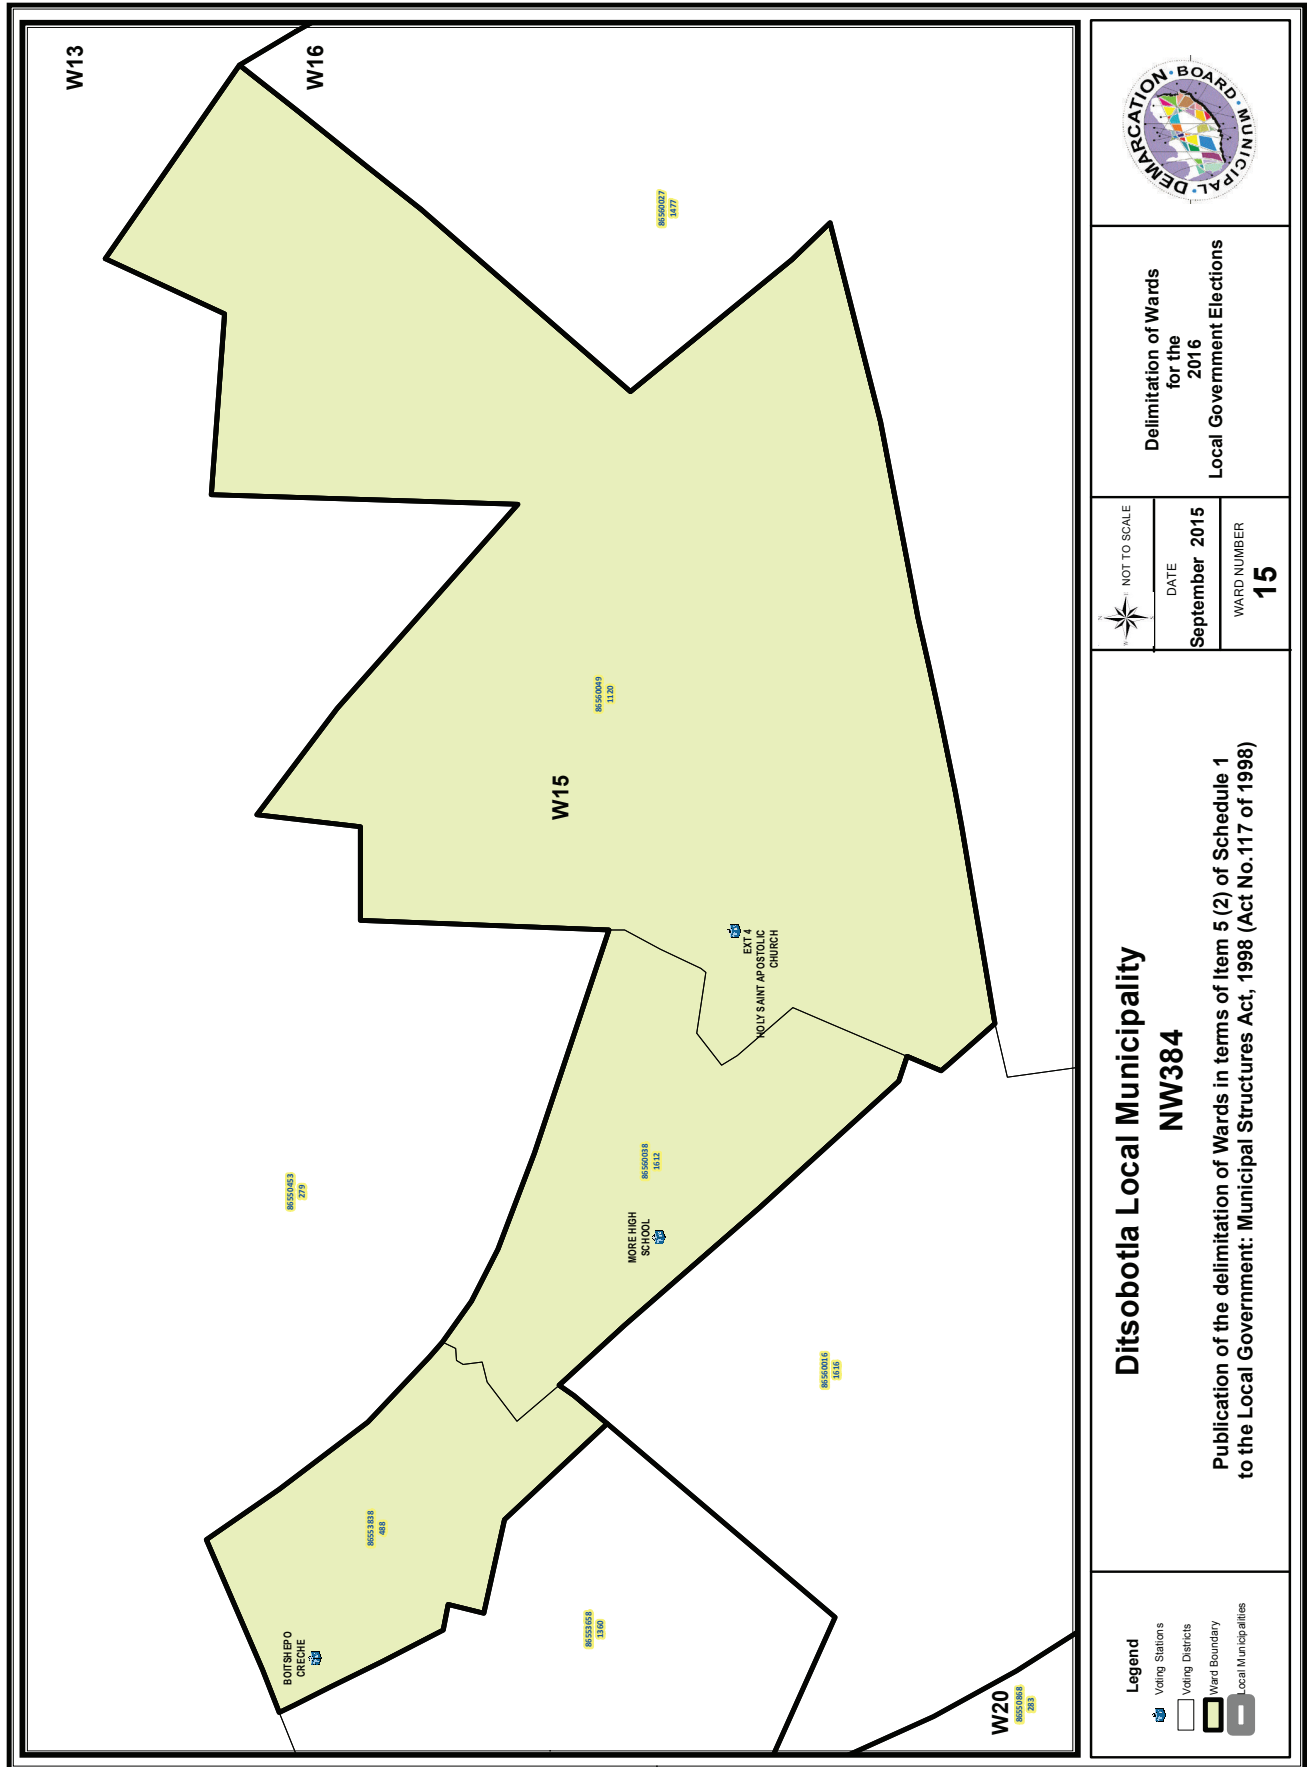 W13
W16
86560027
1477
86560049
1120
W15
EXT 4
HOLY SAINT APOSTOLIC
CHURCH
86550453
279
86560038
1612
MORE HIGH
SCHOOL
86560016
1616
86553838
488
BOITSHEPO
CRECHE
86553658
1360
W20
86550868
283
Legend
Voting Stations
Voting Districts
Ward Boundary
Local Municipalities
Ditsobotla Local Municipality
NW384
Publication of the delimitation of Wards in terms of Item 5 (2) of Schedule 1
to the Local Government: Municipal Structures Act, 1998 (Act No.117 of 1998)
NOT TO SCALE
DATE
September 2015
WARD NUMBER
15
Delimitation of Wards
for the
2016
Local Government Elections
MUNICIPAL · DEMARCATION · BOARD ·